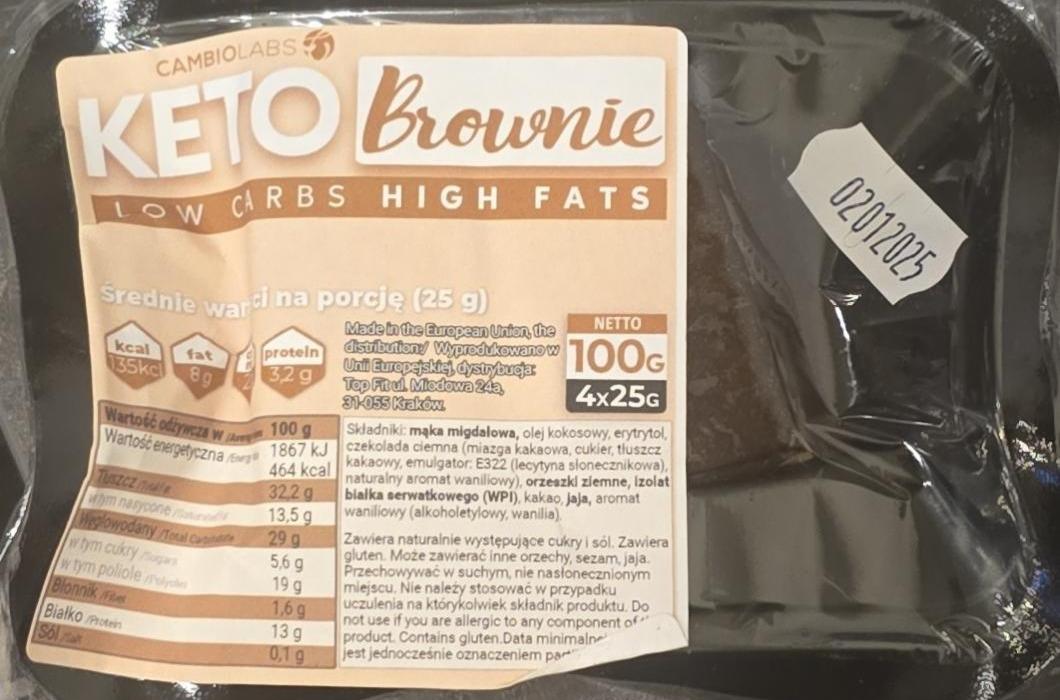 CAMBIOLABS
KETO Brownie
LOW CARBS HIGH FATS
Średnie na porcję (25 g)
kcal
135kcl
fat
8g
protein
3,2 g
Made in the European Union, the
distribution:/ Wyprodukowano w
Unii Europejskiej, dystrybucja:
Top Fit ul. Miodowa 24a,
31-055 Kraków.
NETTO
100G
4x25G
02012025
Wartość odżywcza w 100 g
Wartość energetyczna 1867 kJ
464 kcal
Tłuszcz 32,2 g
w tym nasycone 13,5 g
Węglowodany /Total 29 g
w tym cukry /Sugars 5,6 g
w tym poliole /Polyoles 19 g
Błonnik /Fiber 1,6 g
Białko /Protein 13 g
Sól /Salt 0,1 g
Składniki: mąka migdałowa, olej kokosowy, erytrytol,
czekolada ciemna (miazga kakaowa, cukier, tłuszcz
kakaowy, emulgator: E322 (lecytyna słonecznikowa),
naturalny aromat waniliowy), orzeszki ziemne, izolat
białka serwatkowego (WPI), kakao, jaja, aromat
waniliowy (alkoholetylowy, wanilia).
Zawiera naturalnie występujące cukry i sól. Zawiera
gluten. Może zawierać inne orzechy, sezam, jaja.
Przechowywać w suchym, nie nasłonecznionym
miejscu. Nie należy stosować w przypadku
uczulenia na którykolwiek składnik produktu. Do
not use if you are allergic to any component of
product. Contains gluten.Data
jest jednocześnie oznaczeniem